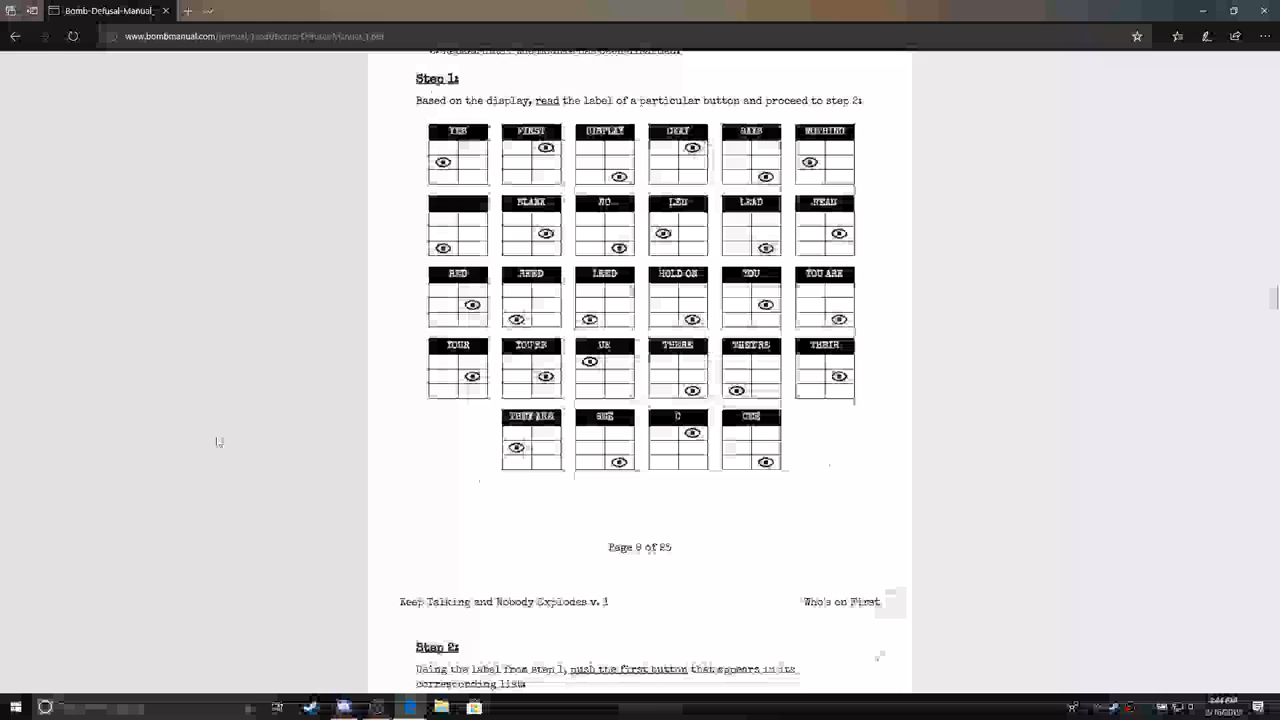 Bomb-Defusal-Manual_
www.bombmanual.com
Step 1:
Based on the display, read the label of a particular button and proceed to step 2:
YES FIRST DISPLAY OKAY SAYS NOTHING
BLANK NO LED LEAD READ
RED REED LEED HOLD ON YOU YOU ARE
YOUR YOU'RE UR THERE THEY'RE THEIR
THEY ARE SEE C CEE
Page 9 of 23
Keep Talking and Nobody Explodes v. 1
Who's on First
Step 2:
Using the label from step 1, push the first button that appears in its
corresponding list: